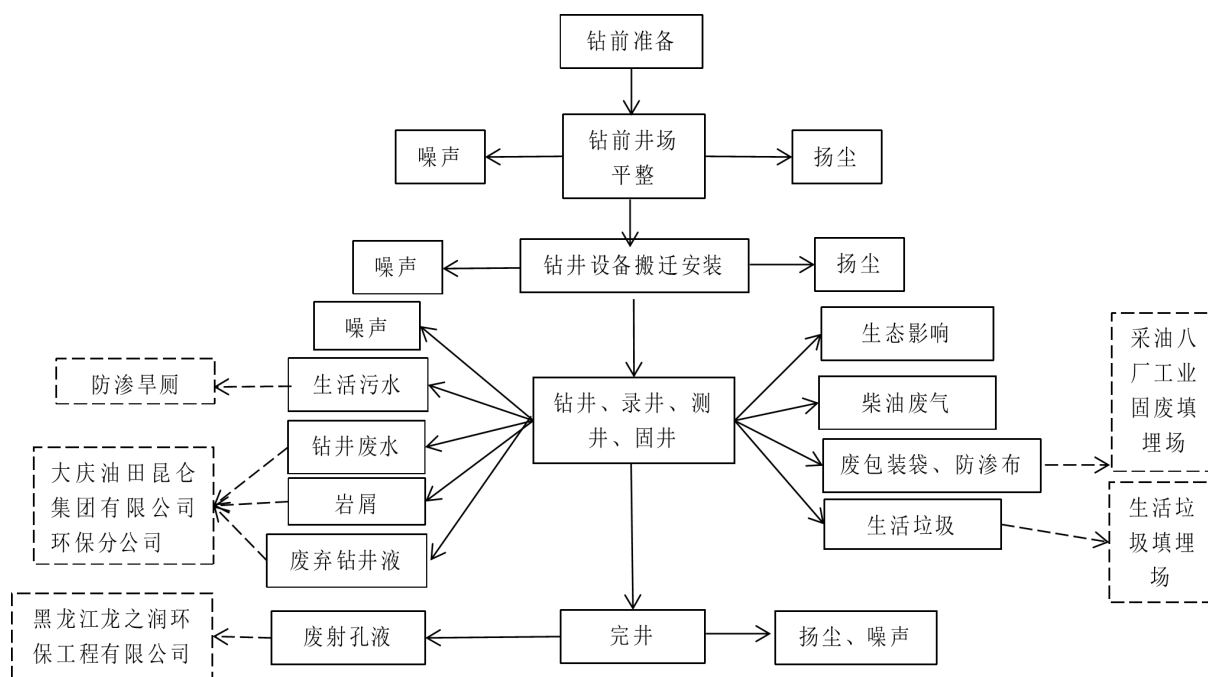 钻前准备
噪声
钻前井场
平整
扬尘
噪声
钻井设备搬迁安装
扬尘
噪声
生活污水
防渗旱厕
钻井废水
岩屑
废弃钻井液
大庆油田昆仑
集团有限公司
环保分公司
钻井、录井、测
井、固井
生态影响
柴油废气
废包装袋、防渗布
生活垃圾
采油八
厂工业
固废填
埋场
生活垃
圾填埋
场
黑龙江龙之润环
保工程有限公司
废射孔液
完井
扬尘、噪声